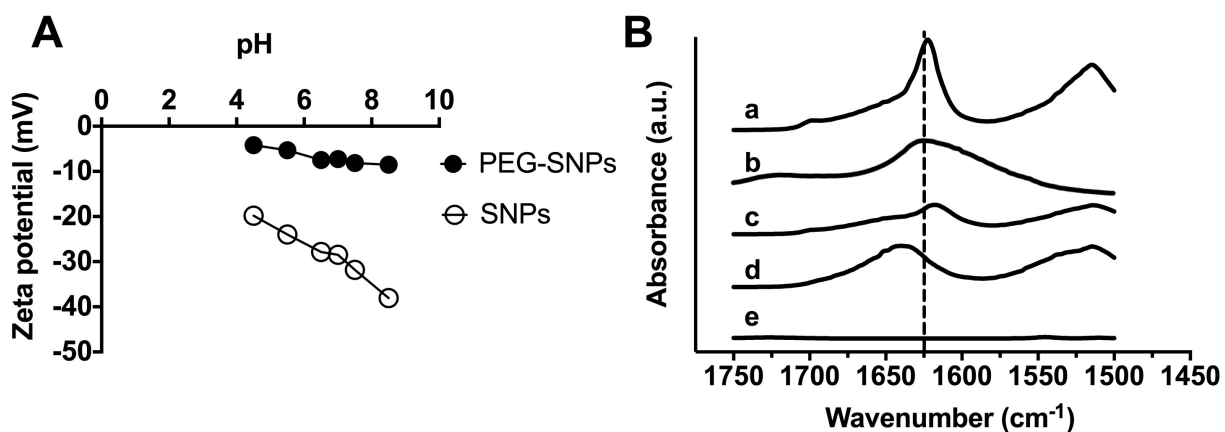 A
pH
0 2 4 6 8 10
Zeta potential (mV)
0
-10
-20
-30
-40
-50
PEG-SNPs
SNPs
B
Absorbance (a.u.)
a
b
c
d
e
1750 1700 1650 1600 1550 1500 1450
Wavenumber (cm⁻¹)